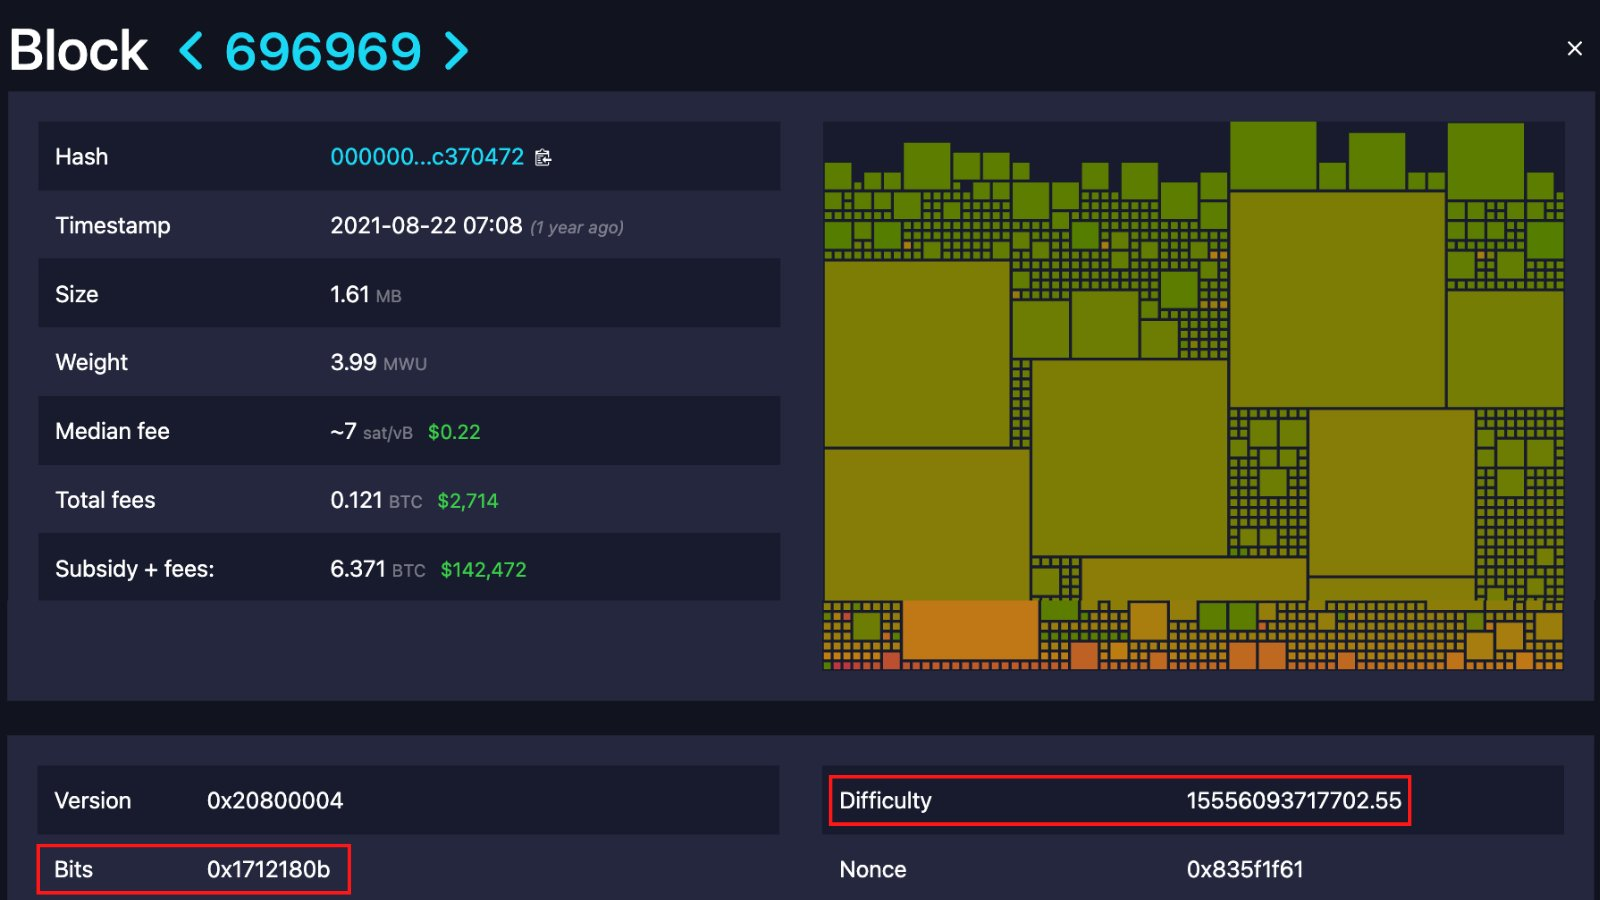 Block < 696969 >
×
Hash 000000...c370472
Timestamp 2021-08-22 07:08 (1 year ago)
Size 1.61 MB
Weight 3.99 MWU
Median fee ~7 sat/vB $0.22
Total fees 0.121 BTC $2,714
Subsidy + fees: 6.371 BTC $142,472
Version 0x20800004
Difficulty 15556093717702.55
Bits 0x1712180b
Nonce 0x835f1f61